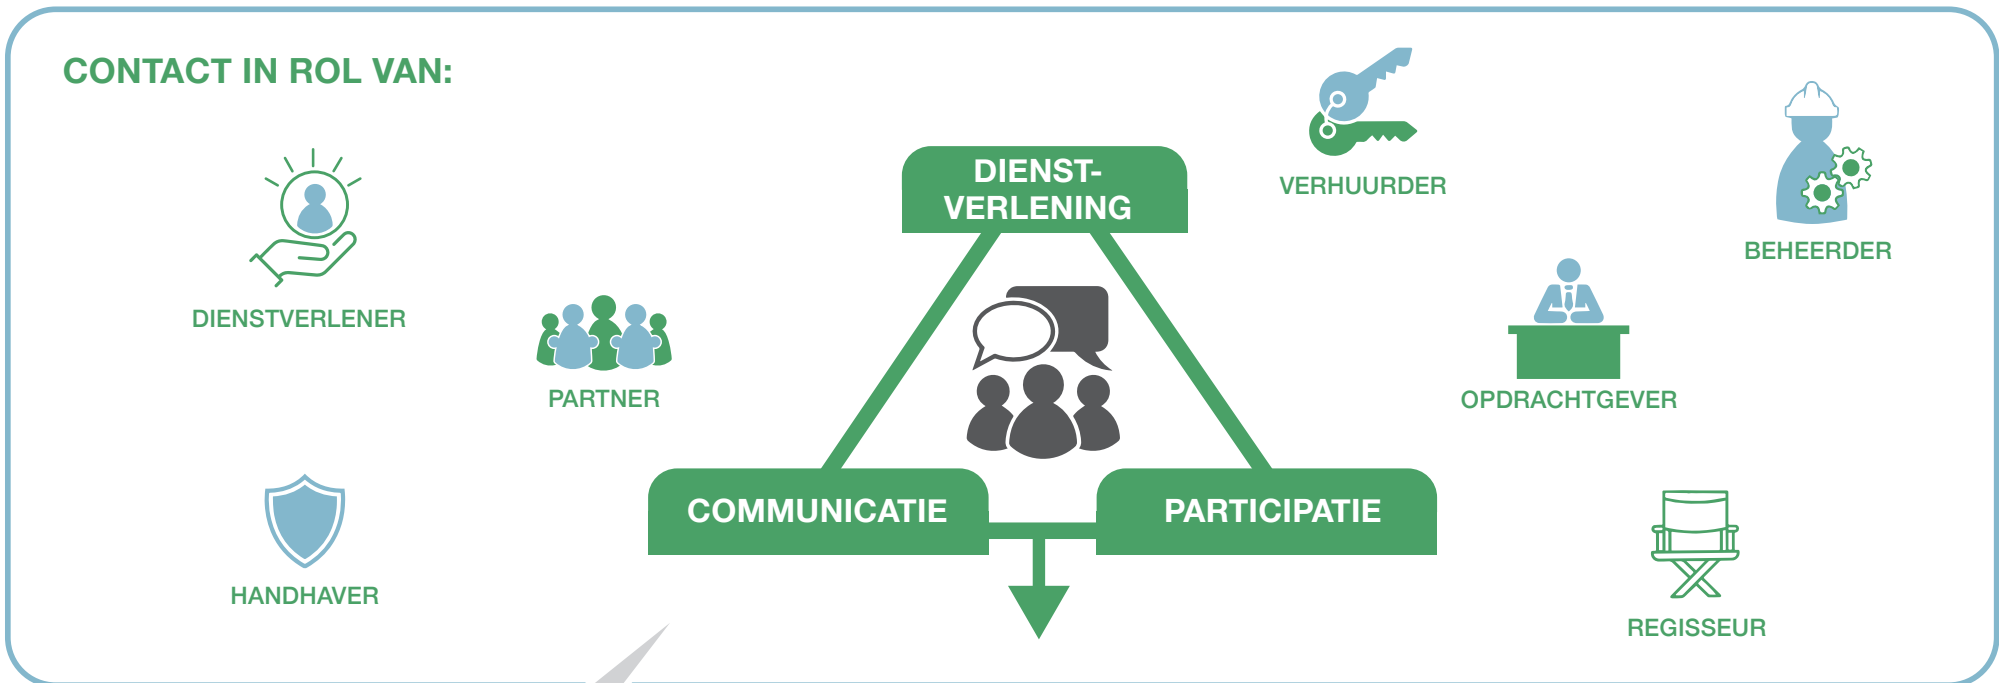 CONTACT IN ROL VAN:
DIENSTVERLENER
PARTNER
HANDHAVER
DIENST-
VERLENING
COMMUNICATIE
PARTICIPATIE
VERHUURDER
BEHEERDER
OPDRACHTGEVER
REGISSEUR